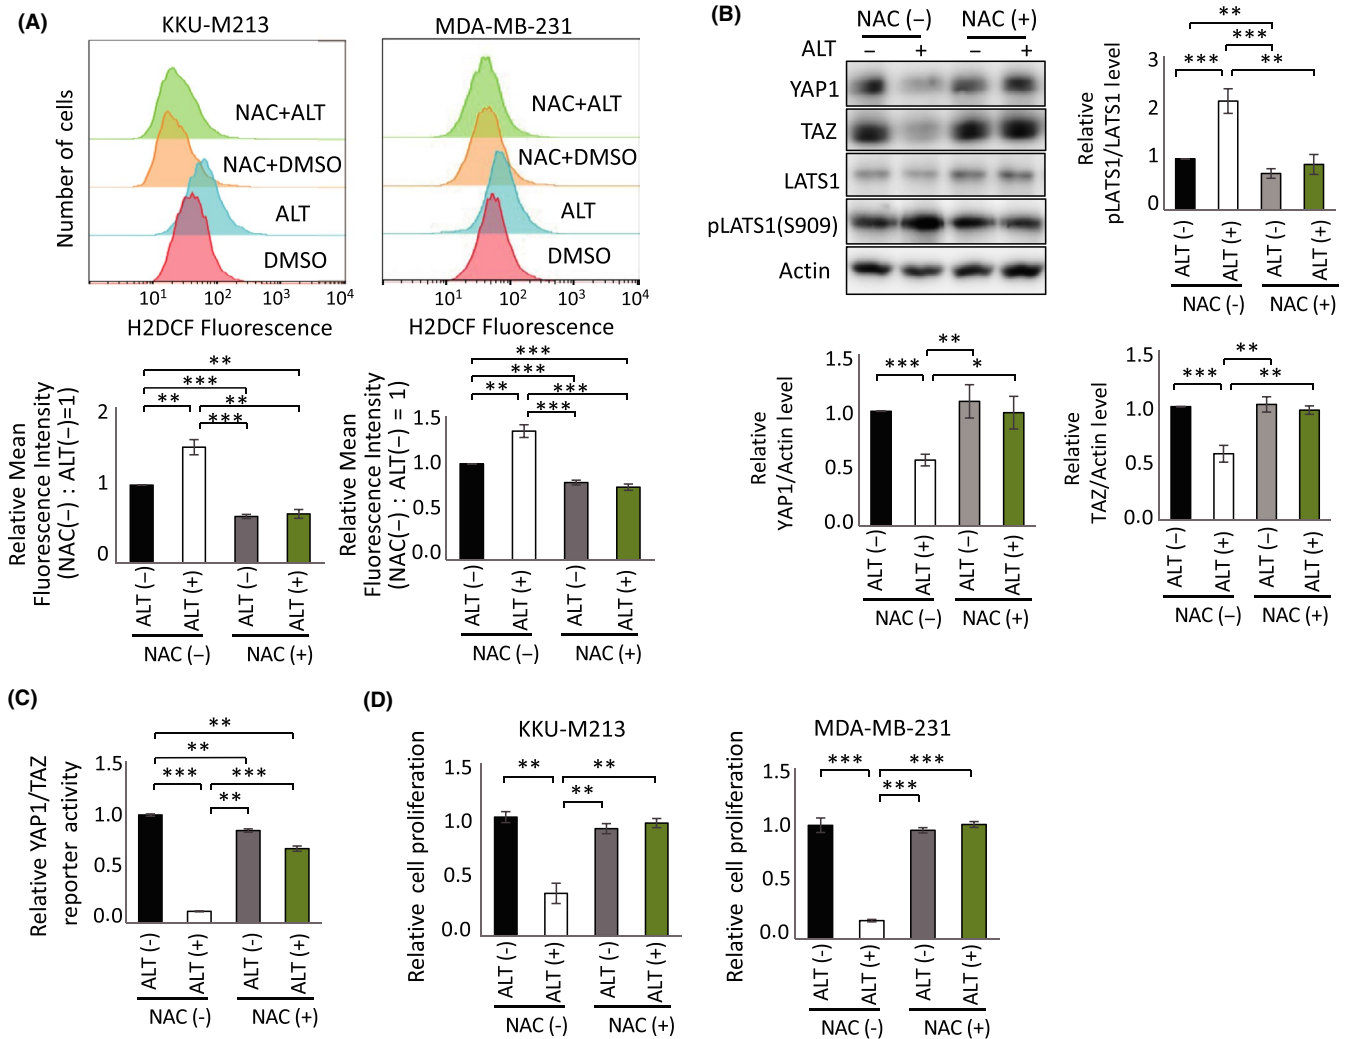 (A)
KKU-M213
MDA-MB-231
Number of cells
NAC+ALT
NAC+DMSO
ALT
DMSO
10¹ 10² 10³ 10⁴
H2DCF Fluorescence
NAC+ALT
NAC+DMSO
ALT
DMSO
10¹ 10² 10³ 10⁴
H2DCF Fluorescence
Relative Mean
Fluorescence Intensity
(NAC(−) : ALT(−)=1)
**
***
** **
***
2
1
0
ALT (−)
ALT (+)
ALT (−)
ALT (+)
NAC (−) NAC (+)
Relative Mean
Fluorescence Intensity
(NAC(−) : ALT(−) = 1)
***
***
** ***
***
1.5
1.0
0.5
0.0
ALT (−)
ALT (+)
ALT (−)
ALT (+)
NAC (−) NAC (+)
(B)
NAC (−) NAC (+)
ALT − + − +
YAP1
TAZ
LATS1
pLATS1(S909)
Actin
Relative
pLATS1/LATS1 level
**
***
*** **
3
2
1
0
ALT (-)
ALT (+)
ALT (-)
ALT (+)
NAC (-) NAC (+)
Relative
YAP1/Actin level
**
*** *
1.5
1.0
0.5
0.0
ALT (−)
ALT (+)
ALT (−)
ALT (+)
NAC (−) NAC (+)
Relative
TAZ/Actin level
**
*** **
1.5
1.0
0.5
0.0
ALT (−)
ALT (+)
ALT (−)
ALT (+)
NAC (−) NAC (+)
(C)
Relative YAP1/TAZ
reporter activity
**
**
*** ***
**
1.5
1.0
0.5
0.0
ALT (-)
ALT (+)
ALT (-)
ALT (+)
NAC (-) NAC (+)
(D)
KKU-M213
Relative cell proliferation
** **
**
1.5
1.0
0.5
0.0
ALT (-)
ALT (+)
ALT (-)
ALT (+)
NAC (-) NAC (+)
MDA-MB-231
Relative cell proliferation
*** ***
***
1.5
1.0
0.5
0.0
ALT (-)
ALT (+)
ALT (-)
ALT (+)
NAC (-) NAC (+)